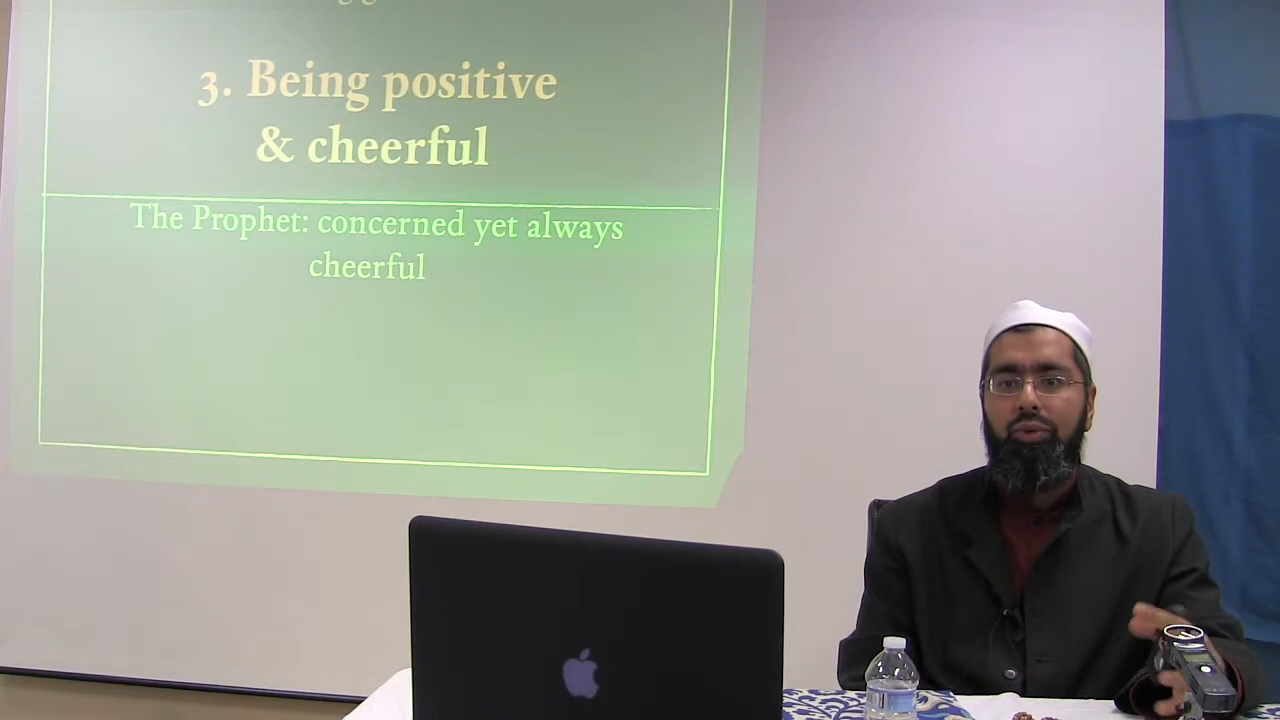 3. Being positive
& cheerful
The Prophet: concerned yet always
cheerful